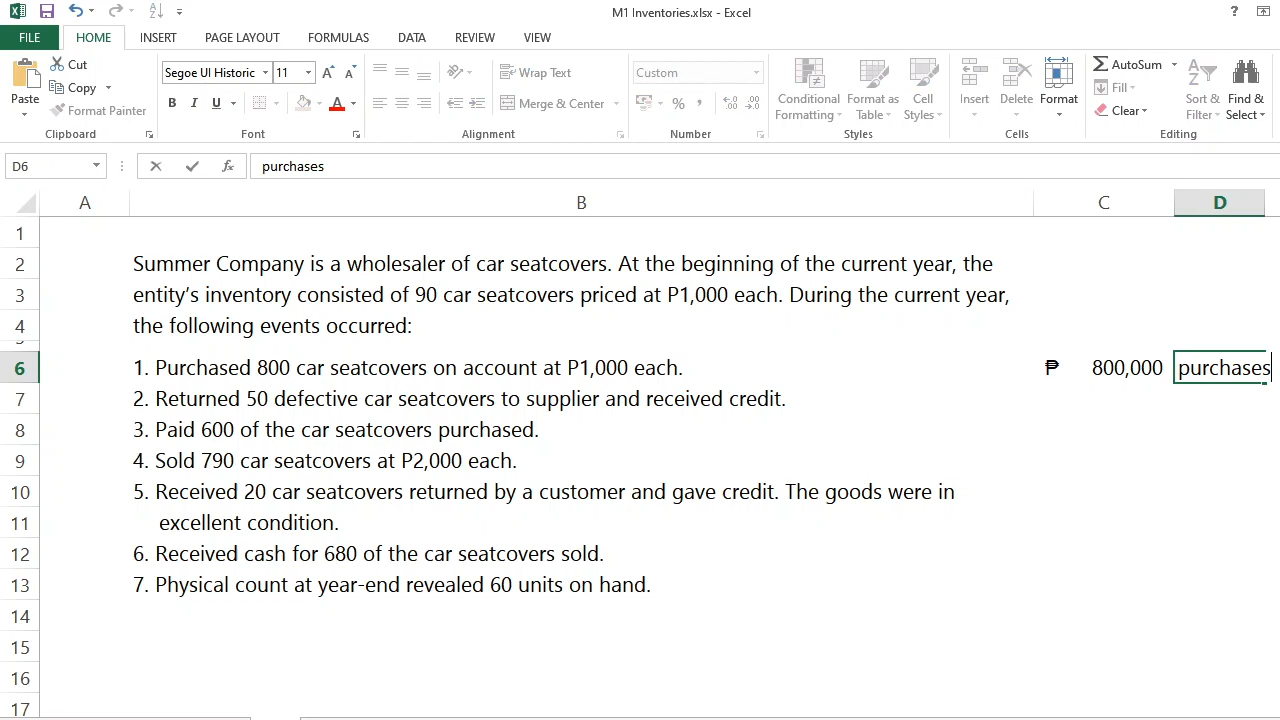 M1 Inventories.xlsx - Excel
?
FILE HOME INSERT PAGE LAYOUT FORMULAS DATA REVIEW VIEW
Cut
Copy
Format Painter
Paste
Clipboard
Segoe UI Historic 11
B I U
Font
Wrap Text
Merge & Center
Alignment
Custom
%
Number
Conditional Formatting
Format as Table
Cell Styles
Styles
Insert Delete Format
Cells
AutoSum
Fill
Clear
Sort & Filter
Find & Select
Editing
D6 fx purchases
A B C D
1
2 Summer Company is a wholesaler of car seatcovers. At the beginning of the current year, the
3 entity’s inventory consisted of 90 car seatcovers priced at P1,000 each. During the current year,
4 the following events occurred:
6 1. Purchased 800 car seatcovers on account at P1,000 each. ₱ 800,000 purchases
7 2. Returned 50 defective car seatcovers to supplier and received credit.
8 3. Paid 600 of the car seatcovers purchased.
9 4. Sold 790 car seatcovers at P2,000 each.
10 5. Received 20 car seatcovers returned by a customer and gave credit. The goods were in
11 excellent condition.
12 6. Received cash for 680 of the car seatcovers sold.
13 7. Physical count at year-end revealed 60 units on hand.
14
15
16
17